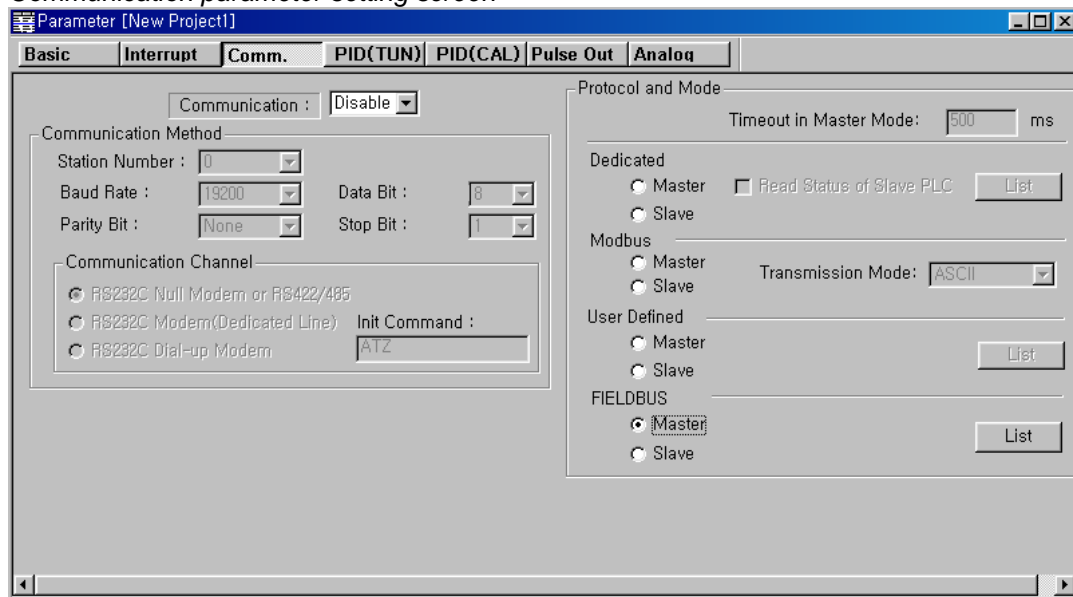 Communication parameter setting screen
Parameter [New Project1]
Basic Interrupt Comm. PID(TUN) PID(CAL) Pulse Out Analog
Communication : Disable
Communication Method
Station Number : 0
Baud Rate : 19200 Data Bit : 8
Parity Bit : None Stop Bit : 1
Communication Channel
RS232C Null Modem or RS422/485
RS232C Modem(Dedicated Line) Init Command :
RS232C Dial-up Modem ATZ
Protocol and Mode
Timeout in Master Mode: 500 ms
Dedicated
Master Read Status of Slave PLC List
Slave
Modbus
Master
Transmission Mode: ASCII
Slave
User Defined
Master
List
Slave
FIELDBUS
Master
List
Slave